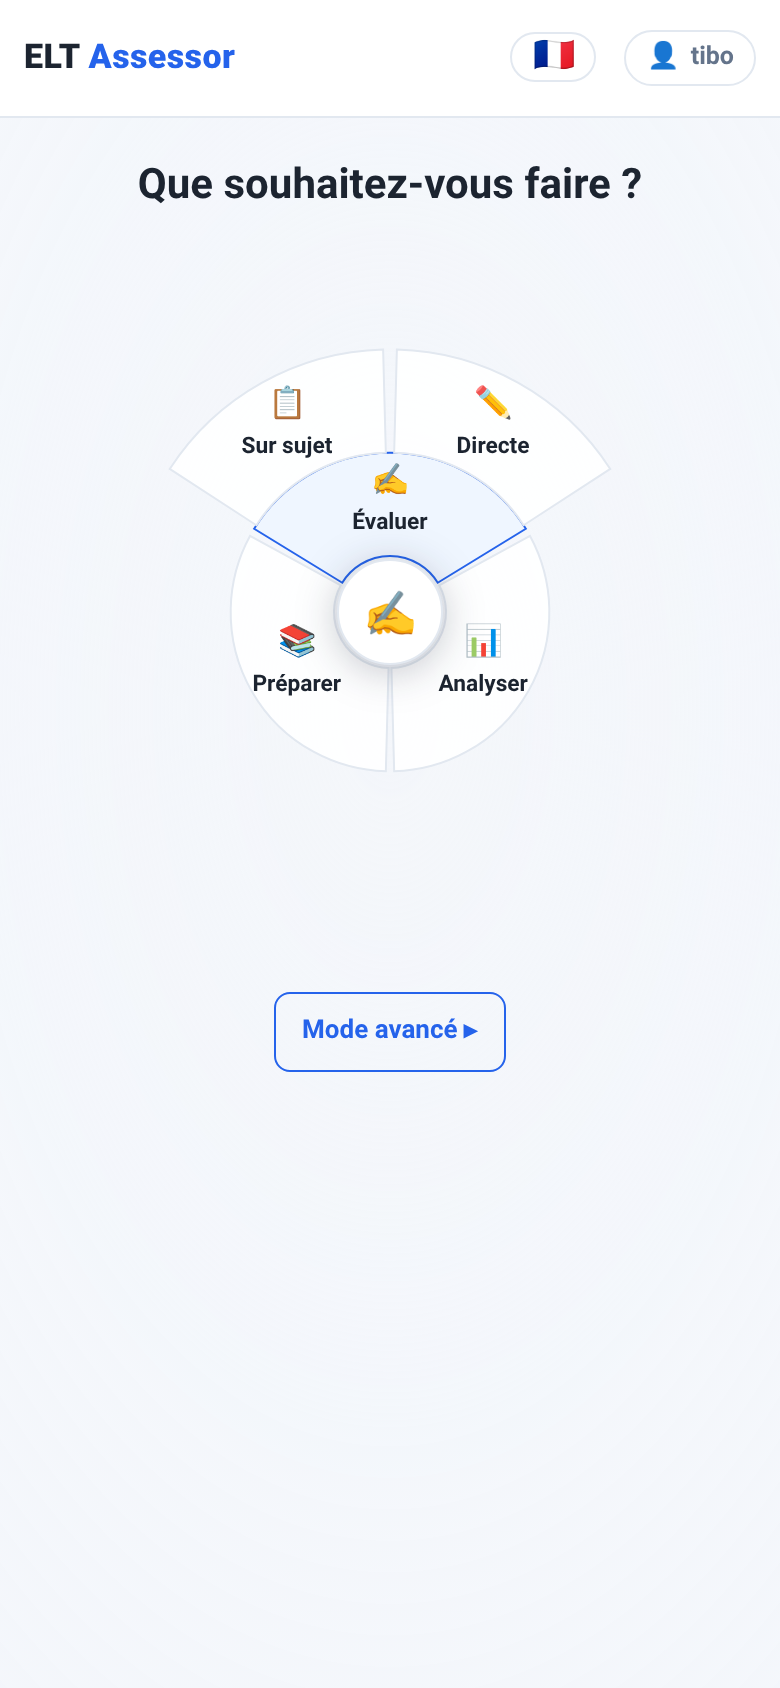 ELT Assessor
tibo
Que souhaitez-vous faire ?
Sur sujet
Directe
Évaluer
Préparer
Analyser
Mode avancé ▸